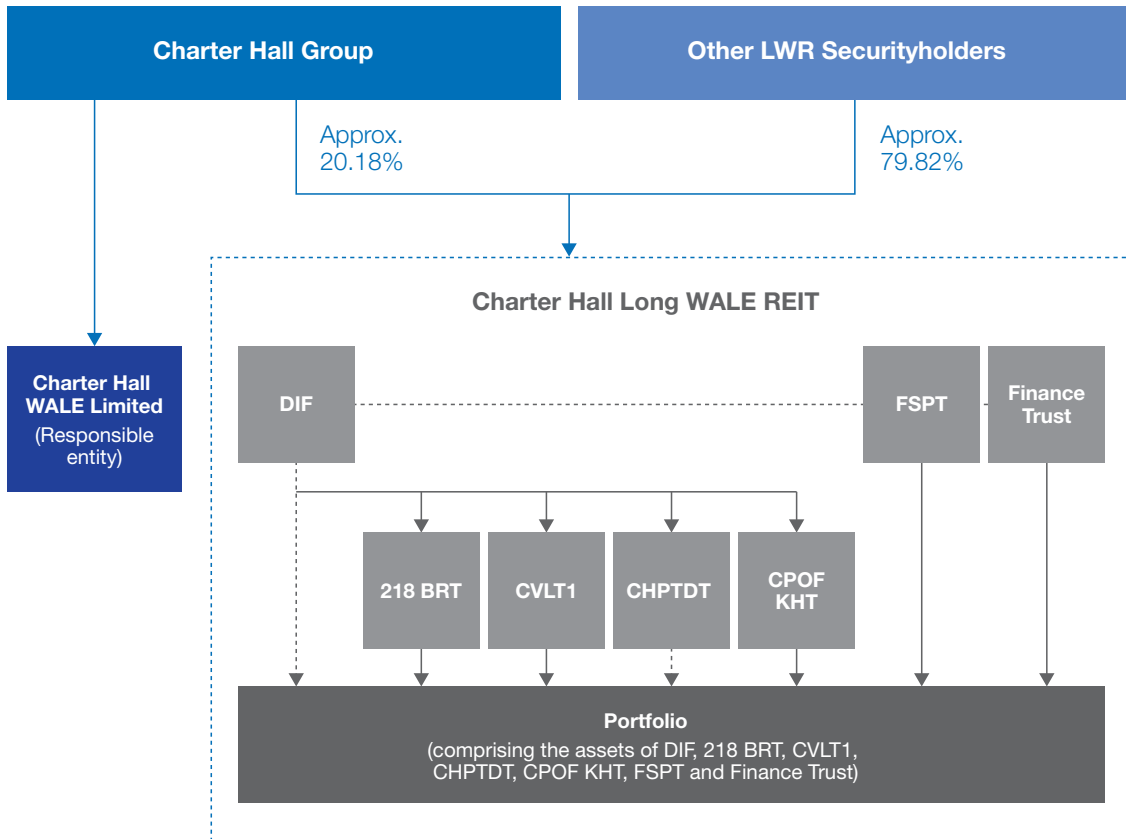 Charter Hall Group
Other LWR Securityholders
Approx.
20.18%
Approx.
79.82%
Charter Hall Long WALE REIT
Charter Hall
WALE Limited
(Responsible
entity)
DIF
FSPT
Finance
Trust
218 BRT
CVLT1
CHPTDT
CPOF
KHT
Portfolio
(comprising the assets of DIF, 218 BRT, CVLT1,
CHPTDT, CPOF KHT, FSPT and Finance Trust)